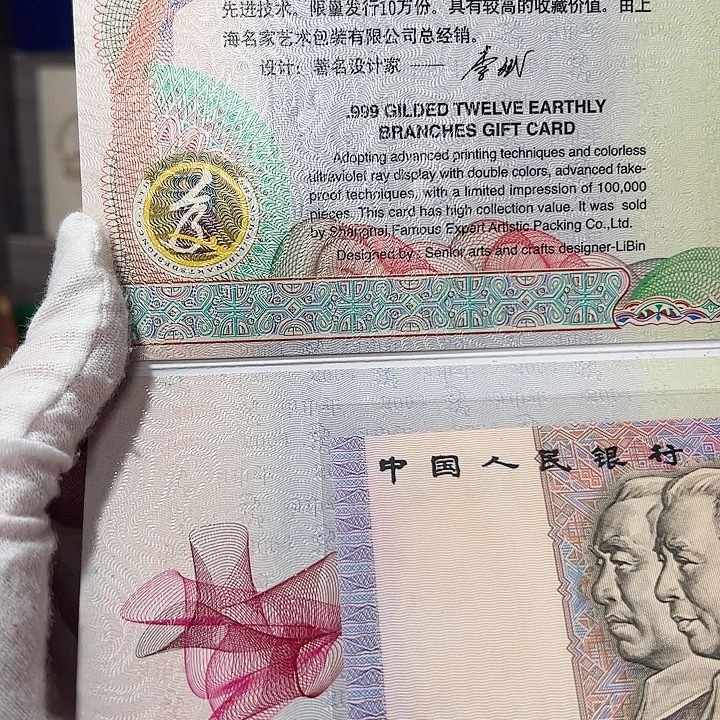 先进技术。限量发行10万份。具有较高的收藏价值。由上
海名家艺术包装有限公司总经销。
设计：著名设计家 ——
.999 GILDED TWELVE EARTHLY
BRANCHES GIFT CARD
Adopting advanced printing techniques and colorless
ultraviolet ray display with double colors, advanced fake-
proof techniques, with a limited impression of 100,000
pieces. This card has high collection value. It was sold
by Shanghai Famous Expert Artistic Packing Co.,Ltd.
Designed by : Senior arts and crafts designer-LiBin
中国人民银行